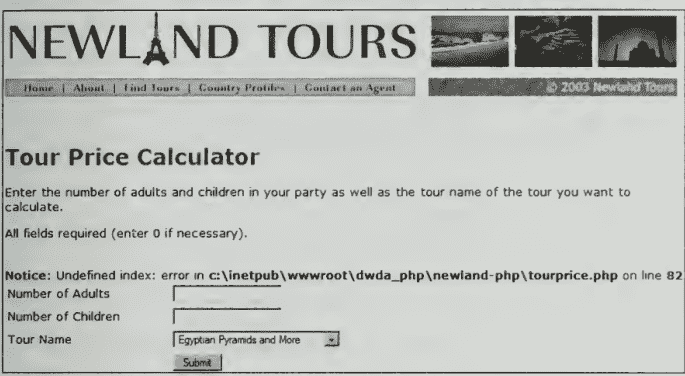 NEWLAND TOURS
Home | About | Find Tours | Country Profiles | Contact an Agent
© 2003 Newland Tours
Tour Price Calculator
Enter the number of adults and children in your party as well as the tour name of the tour you want to
calculate.
All fields required (enter 0 if necessary).
Notice: Undefined index: error in c:\inetpub\wwwroot\dwda_php\newland-php\tourprice.php on line 82
Number of Adults
Number of Children
Tour Name Egyptian Pyramids and More
Submit